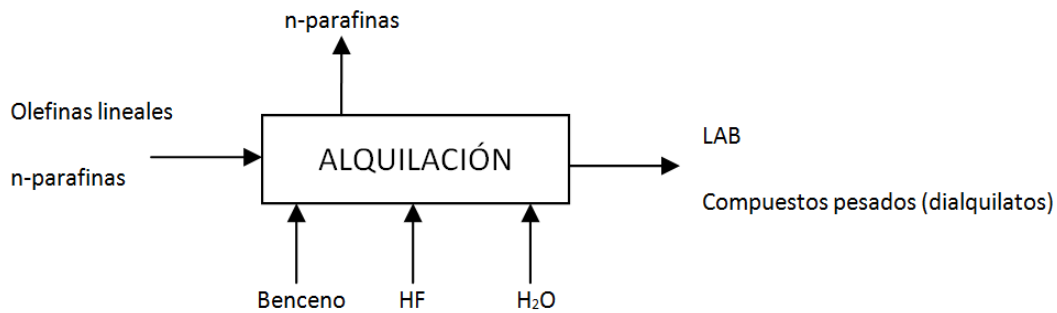 n-parafinas
Olefinas lineales
n-parafinas
ALQUILACIÓN
LAB
Compuestos pesados (dialquilatos)
Benceno
HF
H₂O